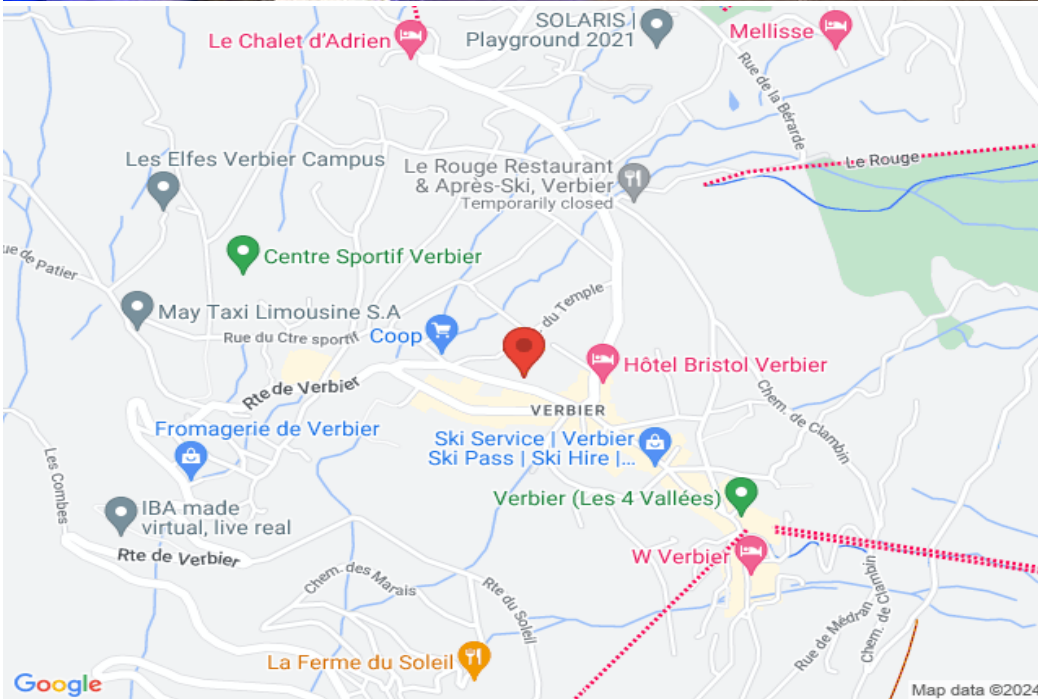 SOLARIS |
Playground 2021
Le Chalet d'Adrien
Mellisse
Rue de la Bérarde
Les Elfes Verbier Campus
Le Rouge Restaurant
& Après-Ski, Verbier
Temporarily closed
Le Rouge
ue de Patier
Centre Sportif Verbier
du Temple
May Taxi Limousine S.A
Rue du Ctre sportif
Coop
Hôtel Bristol Verbier
Rte de Verbier
VERBIER
Chem. de Clambin
Fromagerie de Verbier
Ski Service | Verbier
Ski Pass | Ski Hire |...
Les Combes
Verbier (Les 4 Vallées)
IBA made
virtual, live real
Rte de Verbier
W Verbier
Chem. des Marais
Rte du Soleil
Chem. de Clambin
Rue de Médran
La Ferme du Soleil
Google
Map data ©2024